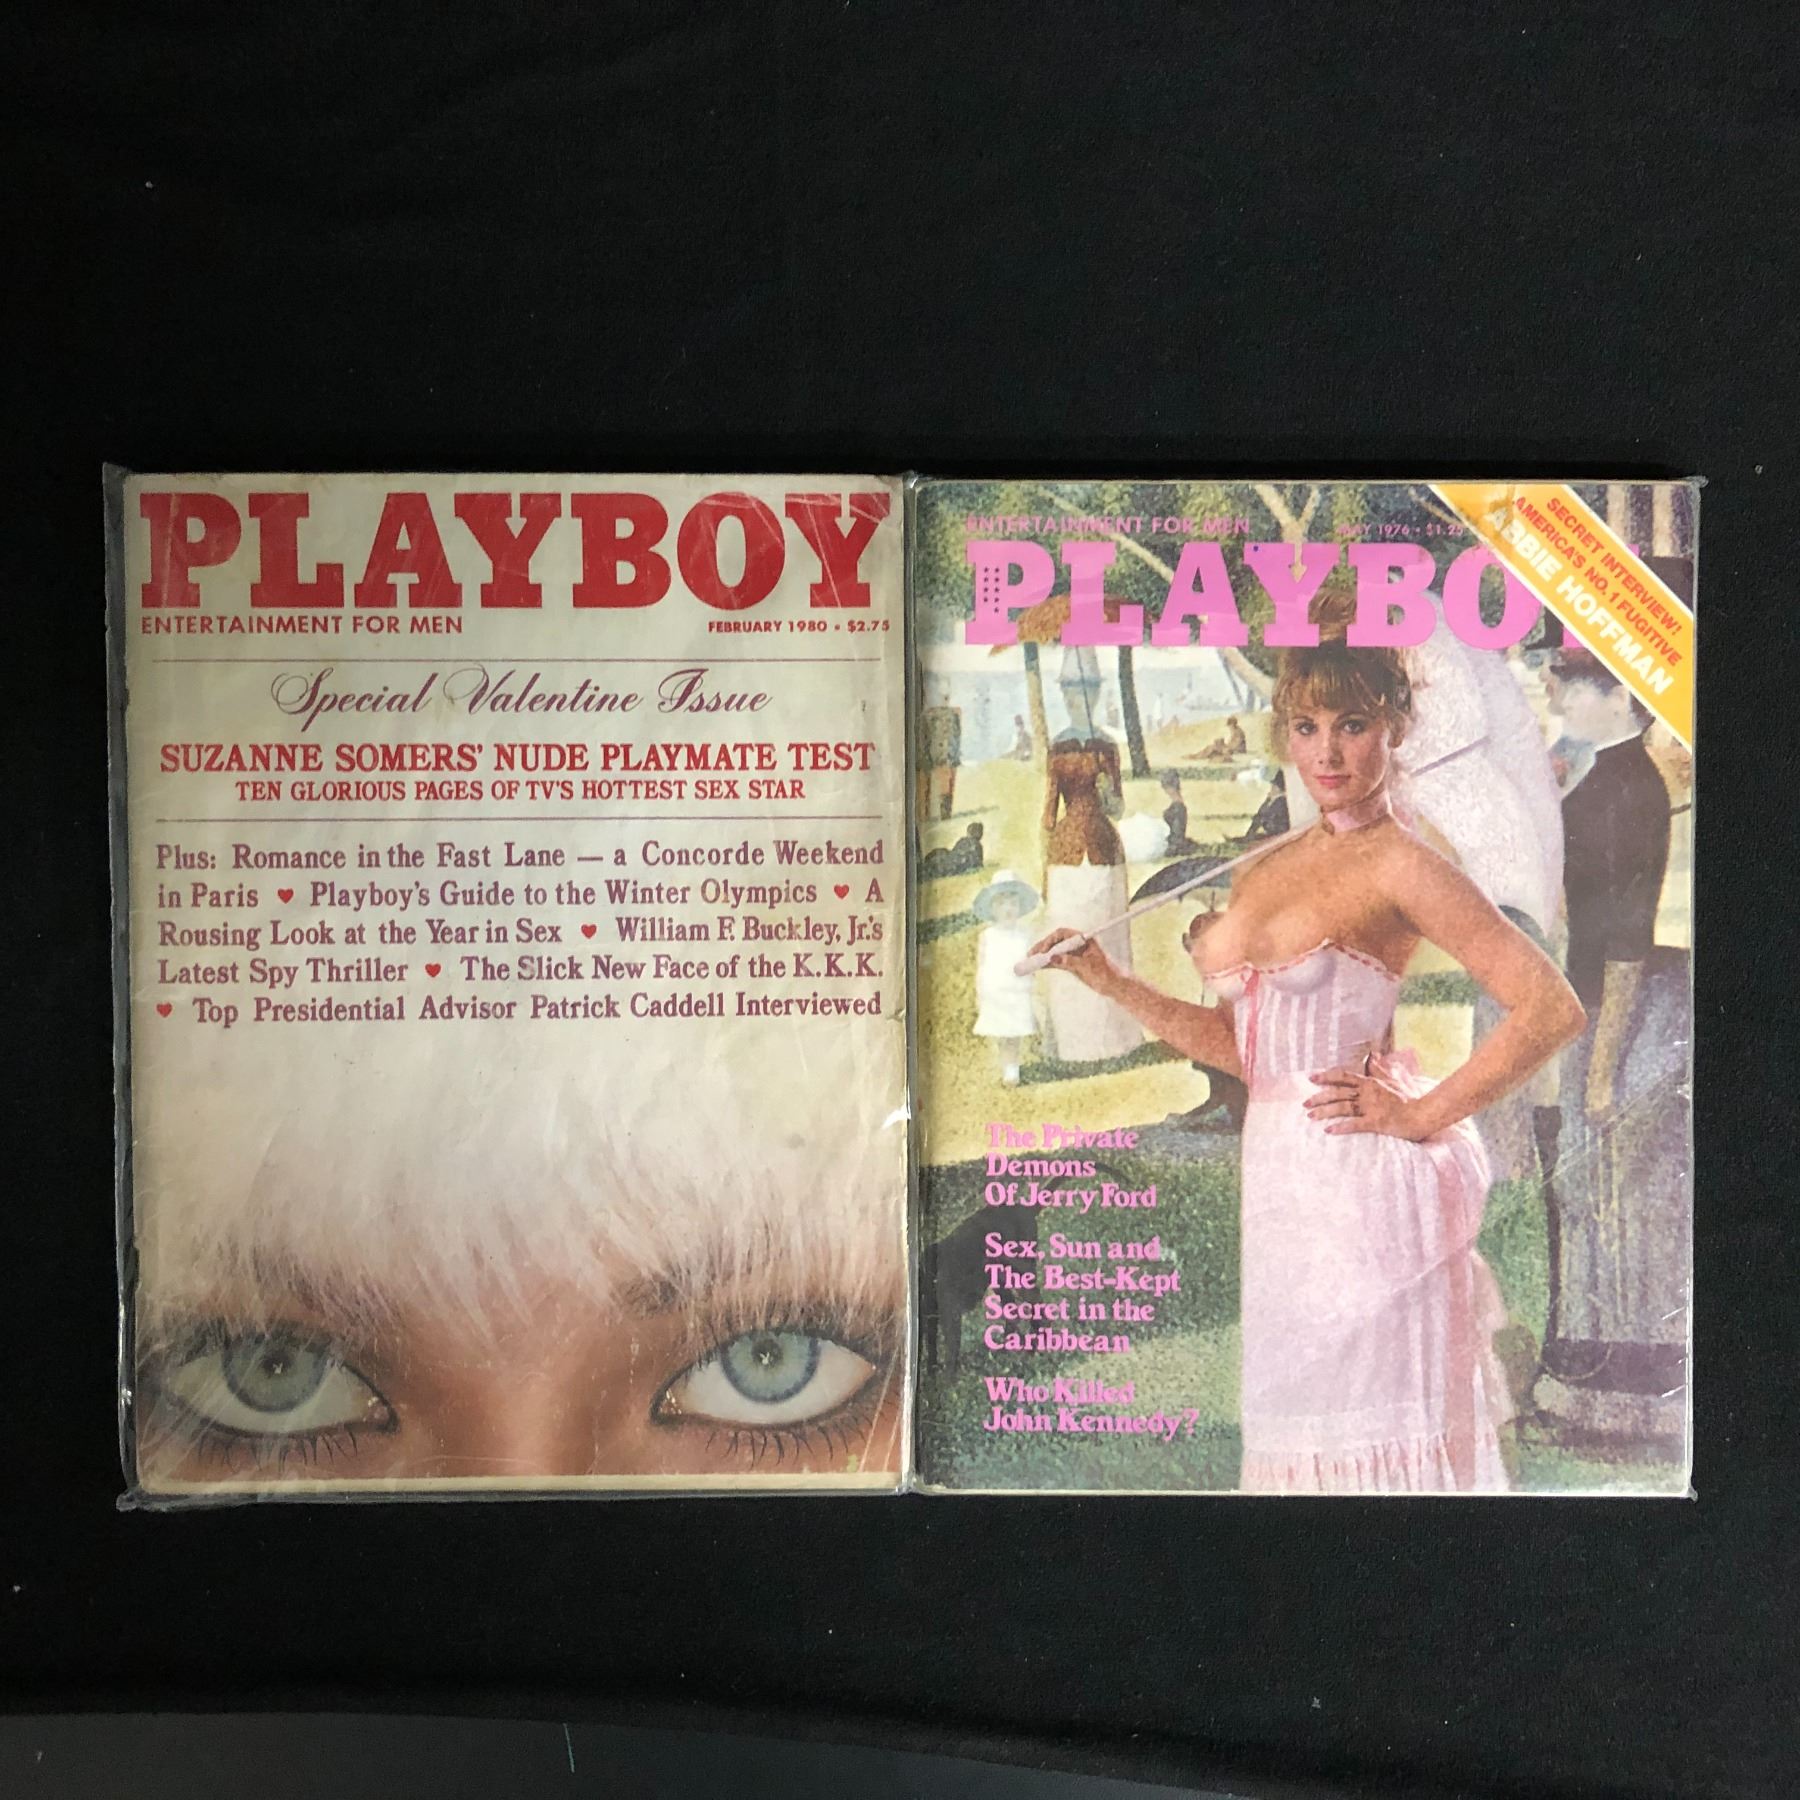 PLAYBOY
ENTERTAINMENT FOR MEN
FEBRUARY 1980 • $2.75
Special Valentine Issue
SUZANNE SOMERS' NUDE PLAYMATE TEST
TEN GLORIOUS PAGES OF TV'S HOTTEST SEX STAR
Plus: Romance in the Fast Lane — a Concorde Weekend
in Paris ♥ Playboy's Guide to the Winter Olympics ♥ A
Rousing Look at the Year in Sex ♥ William F. Buckley, Jr.'s
Latest Spy Thriller ♥ The Slick New Face of the K.K.K.
♥ Top Presidential Advisor Patrick Caddell Interviewed
ENTERTAINMENT FOR MEN
MAY 1976 • $1.25
PLAYBOY
SECRET INTERVIEW!
AMERICA'S NO. 1 FUGITIVE
ABBIE HOFFMAN
The Private
Demons
Of Jerry Ford
Sex, Sun and
The Best-Kept
Secret in the
Caribbean
Who Killed
John Kennedy?